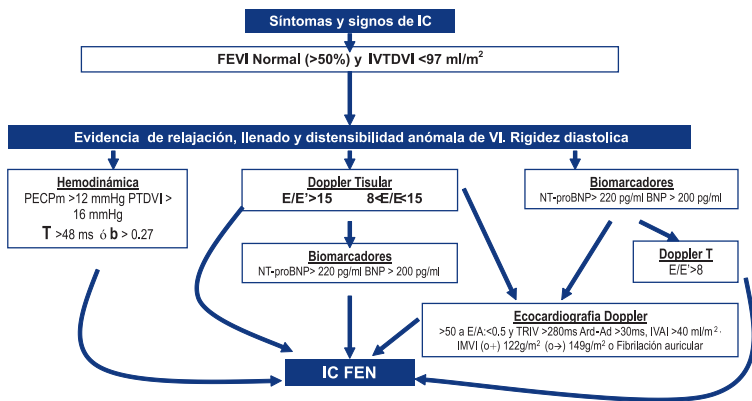 Síntomas y signos de IC
FEVI Normal (>50%) y IVTDVI <97 ml/m²
Evidencia de relajación, llenado y distensibilidad anómala de VI. Rigidez diastolica
Hemodinámica
PECPm >12 mmHg PTDVI >
16 mmHg
T >48 ms ó b > 0.27
Doppler Tisular
E/E'>15 8<E/E<15
Biomarcadores
NT-proBNP> 220 pg/ml BNP > 200 pg/ml
Biomarcadores
NT-proBNP> 220 pg/ml BNP > 200 pg/ml
Doppler T
E/E'>8
Ecocardiografia Doppler
>50 a E/A:<0.5 y TRIV >280ms Ard-Ad >30ms, IVAI >40 ml/m²·
IMVI (o+) 122g/m² (o→) 149g/m² o Fibrilación auricular
IC FEN